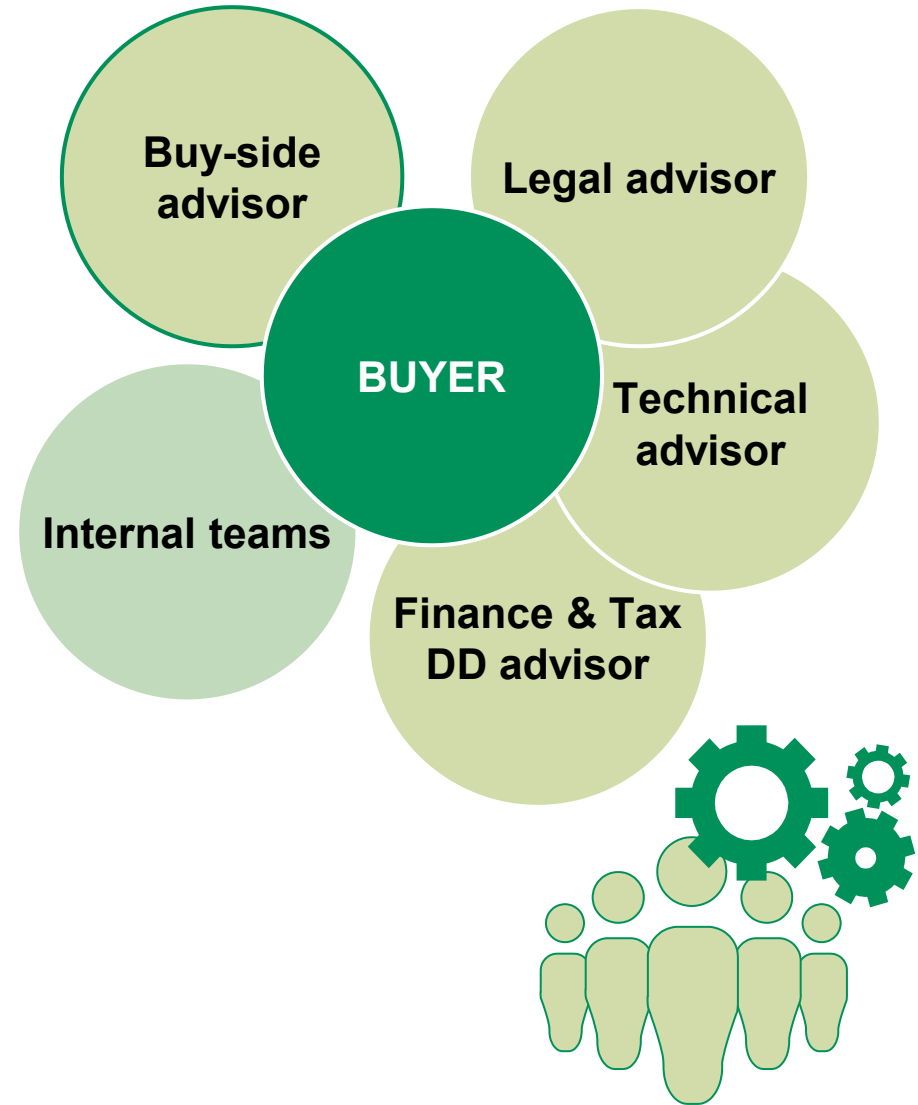 Buy-side
advisor
Legal advisor
BUYER
Technical
advisor
Internal teams
Finance & Tax
DD advisor